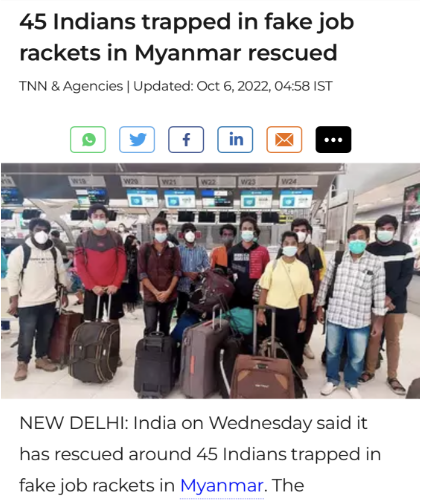 45 Indians trapped in fake job
rackets in Myanmar rescued
TNN & Agencies | Updated: Oct 6, 2022, 04:58 IST
W20 W21 W22 W23 W24
NEW DELHI: India on Wednesday said it
has rescued around 45 Indians trapped in
fake job rackets in Myanmar. The